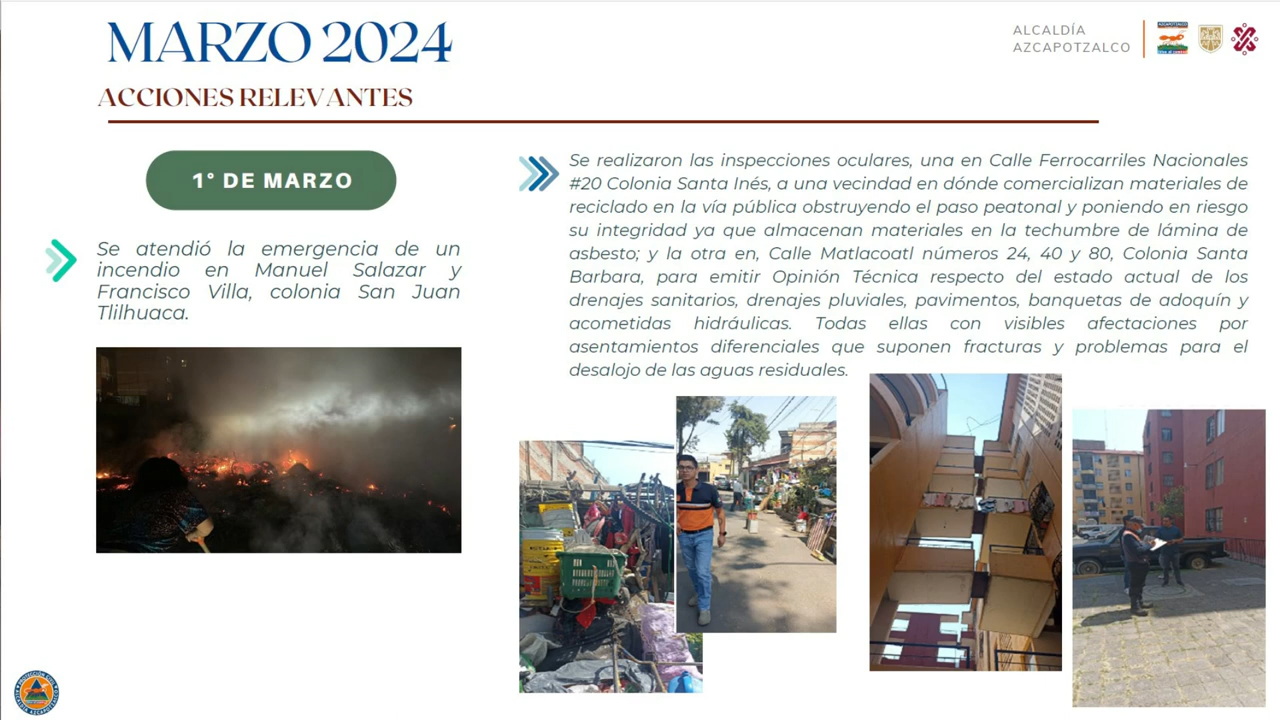 MARZO 2024
ACCIONES RELEVANTES
ALCALDÍA
AZCAPOTZALCO
1° DE MARZO
Se atendió la emergencia de un
incendio en Manuel Salazar y
Francisco Villa, colonia San Juan
Tlilhuaca.
Se realizaron las inspecciones oculares, una en Calle Ferrocarriles Nacionales
#20 Colonia Santa Inés, a una vecindad en dónde comercializan materiales de
reciclado en la vía pública obstruyendo el paso peatonal y poniendo en riesgo
su integridad ya que almacenan materiales en la techumbre de lámina de
asbesto; y la otra en, Calle Matlacoatl números 24, 40 y 80, Colonia Santa
Barbara, para emitir Opinión Técnica respecto del estado actual de los
drenajes sanitarios, drenajes pluviales, pavimentos, banquetas de adoquín y
acometidas hidráulicas. Todas ellas con visibles afectaciones por
asentamientos diferenciales que suponen fracturas y problemas para el
desalojo de las aguas residuales.
PROTECCIÓN CIVIL
AZCAPOTZALCO